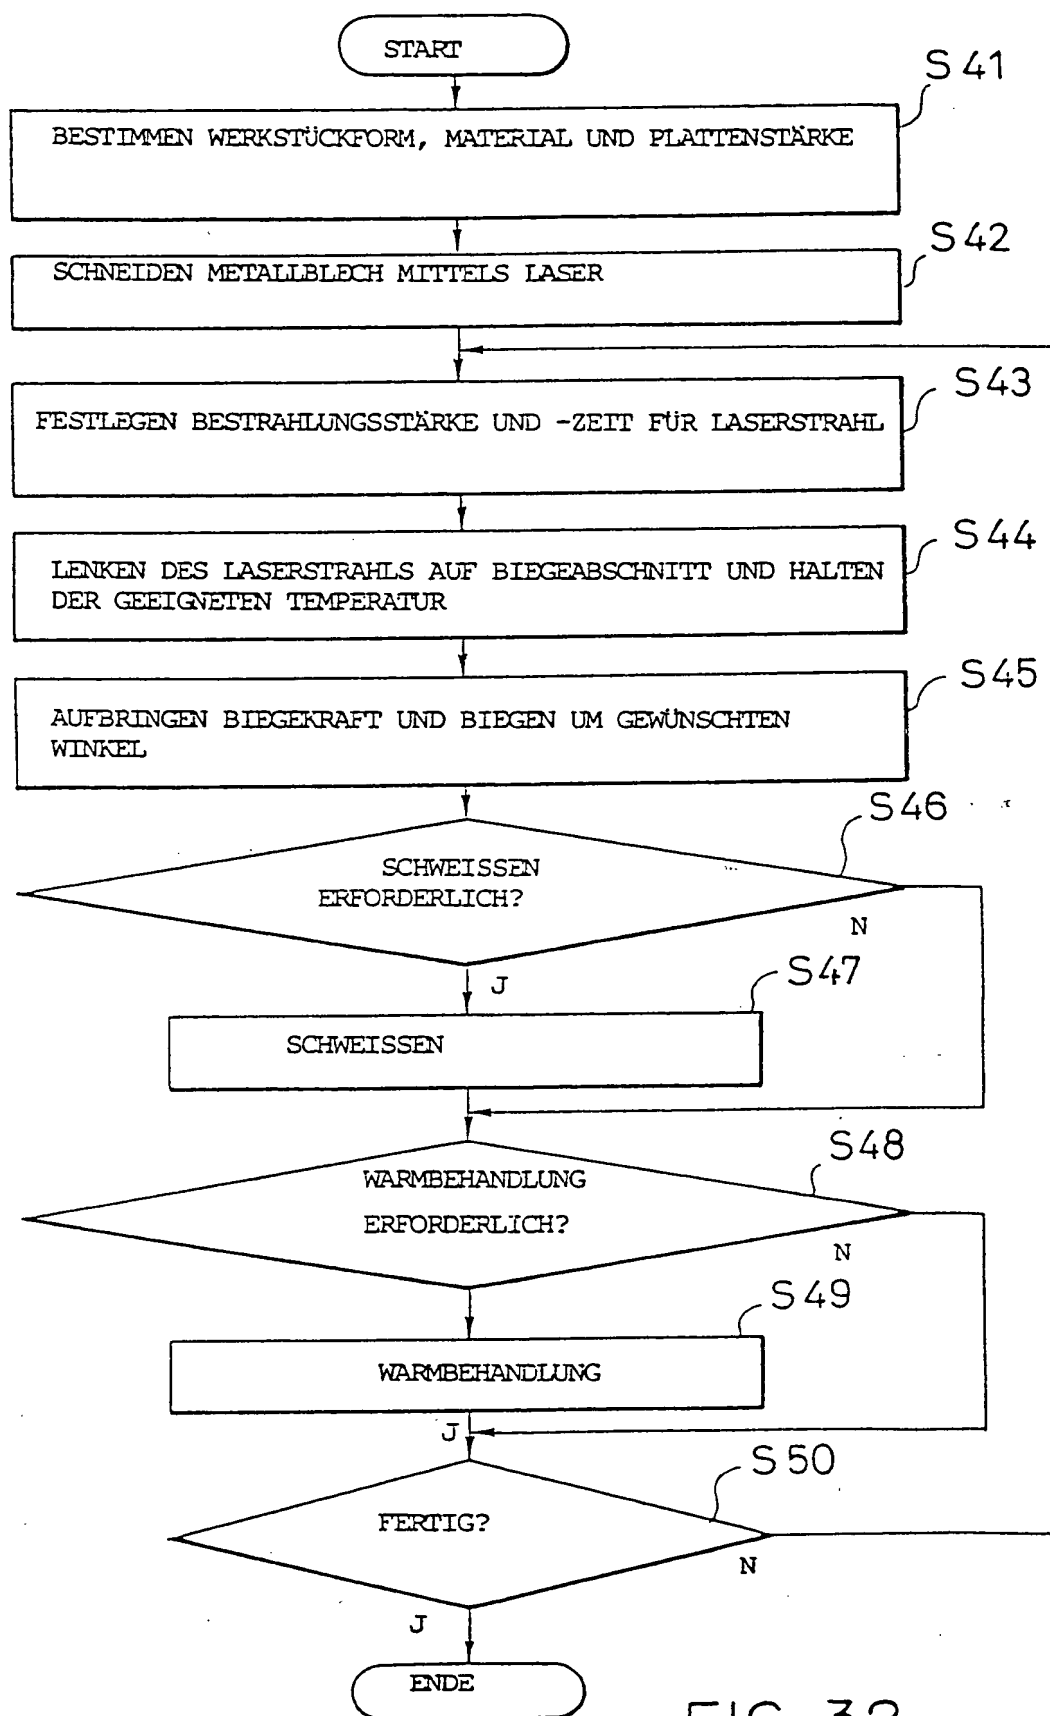 START
S41
BESTIMMEN WERKSTÜCKFORM, MATERIAL UND PLATTENSTÄRKE
S42
SCHNEIDEN METALLBLECH MITTELS LASER
S43
FESTLEGEN BESTRAHLUNGSSTÄRKE UND -ZEIT FÜR LASERSTRAHL
S44
LENKEN DES LASERSTRAHLS AUF BIEGEABSCHNITT UND HALTEN
DER GEEIGNETEN TEMPERATUR
S45
AUFBRINGEN BIEGEKRAFT UND BIEGEN UM GEWÜNSCHTEN
WINKEL
S46
SCHWEISSEN
ERFORDERLICH?
N
J
S47
SCHWEISSEN
S48
WARMBEHANDLUNG
ERFORDERLICH?
N
S49
WARMBEHANDLUNG
J
S50
FERTIG?
N
J
ENDE